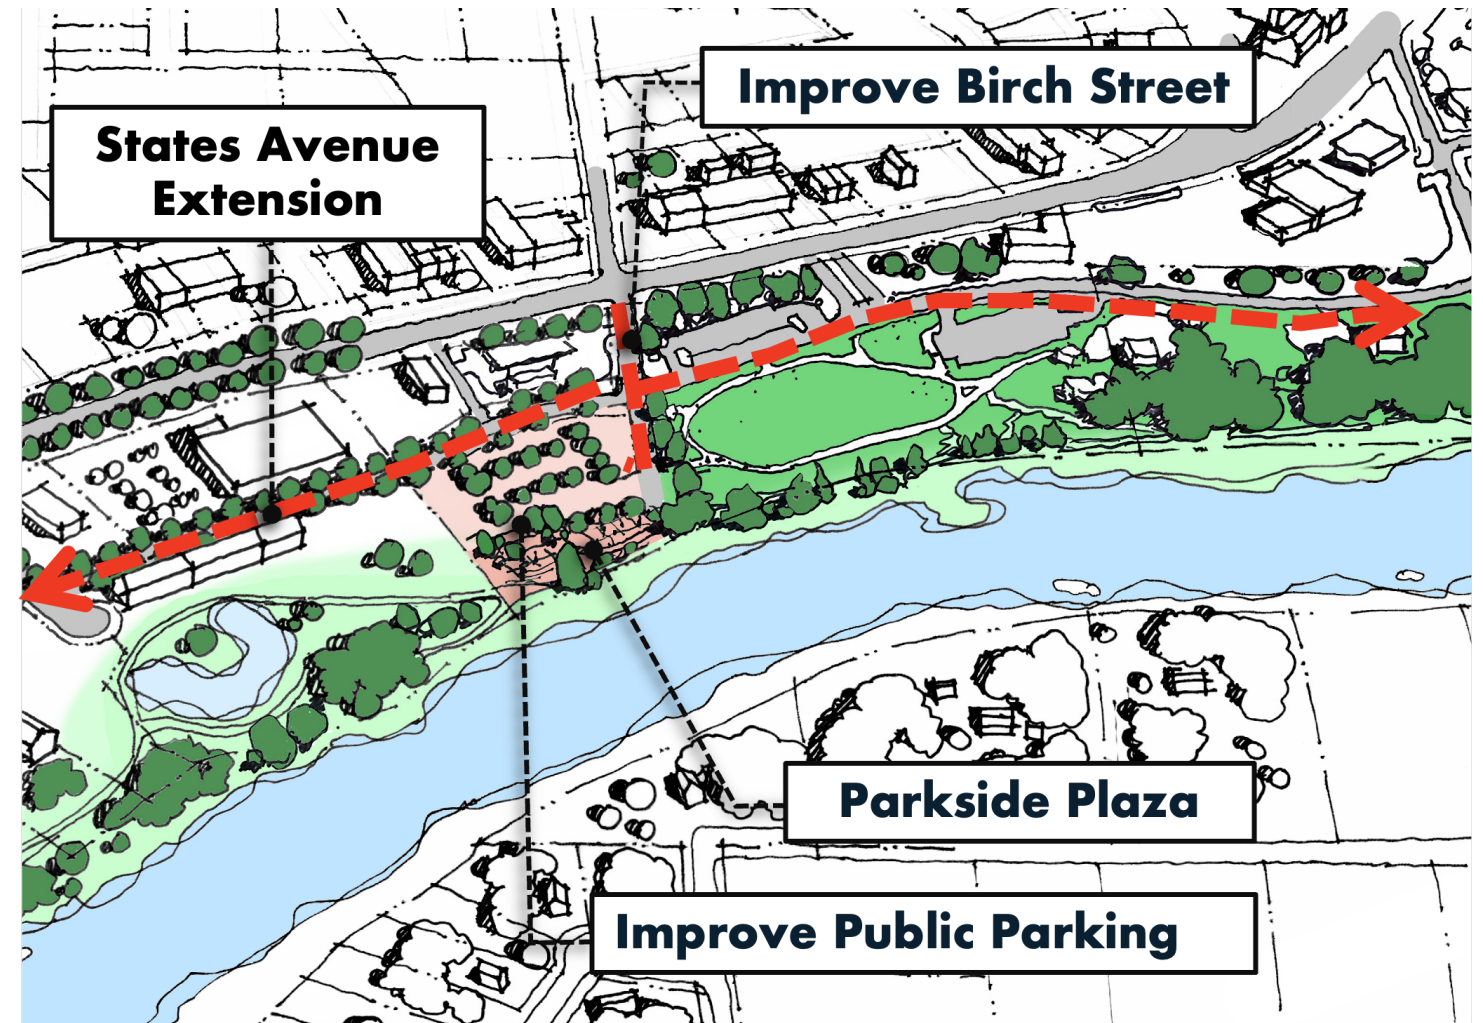 Improve Birch Street
States Avenue
Extension
Parkside Plaza
Improve Public Parking